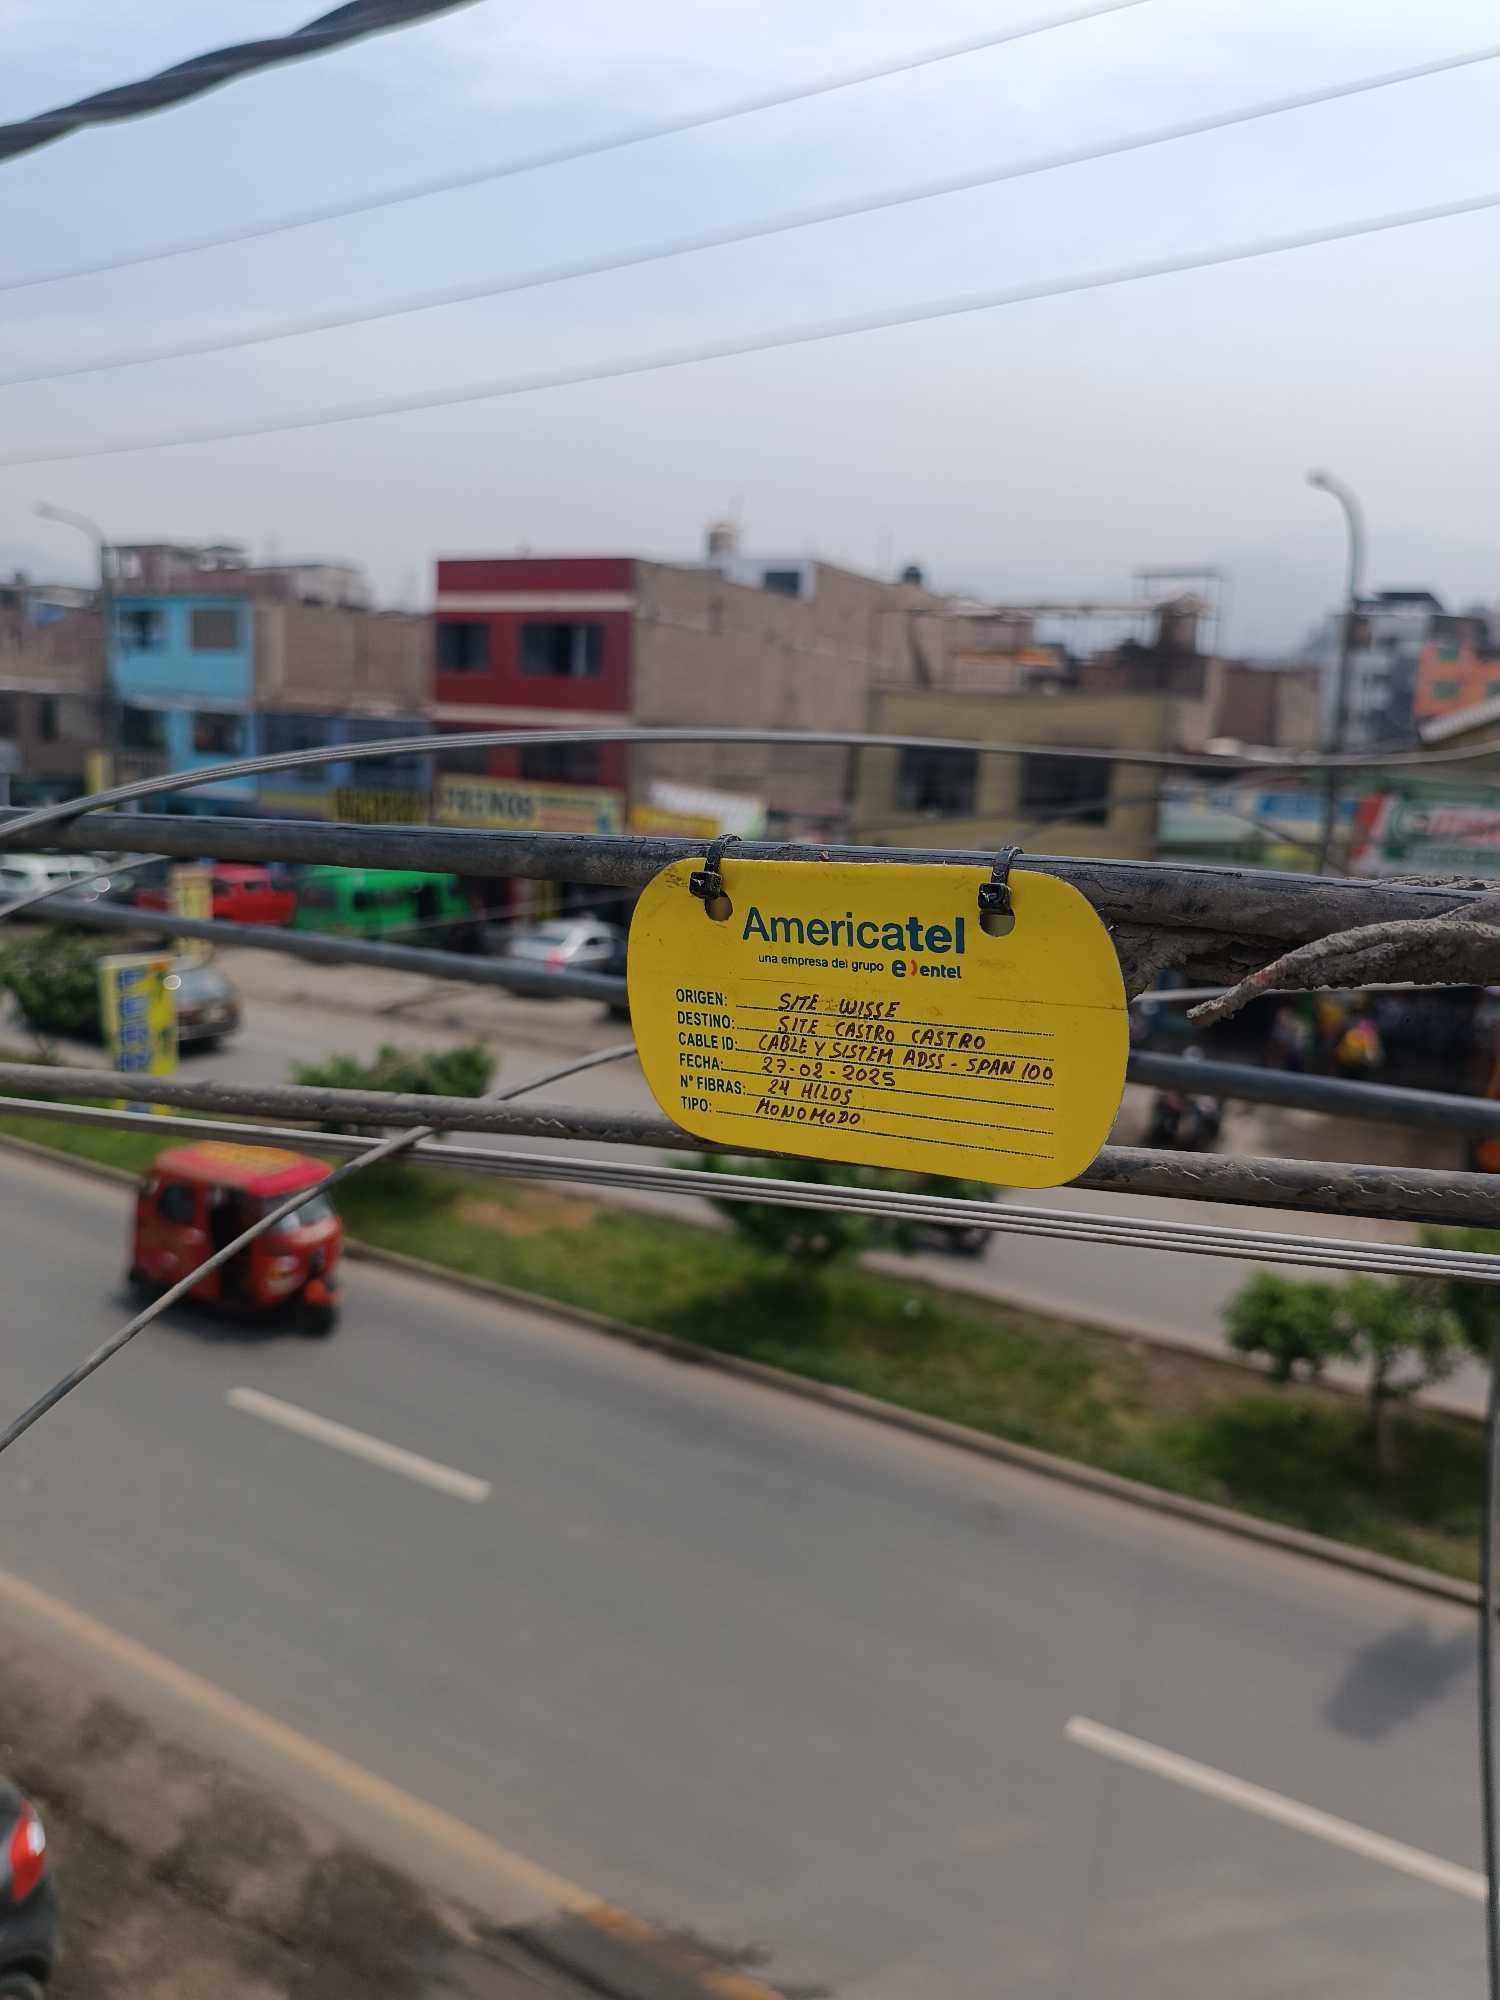 Americatel
una empresa del grupo e) entel
ORIGEN: SITE WISSE
DESTINO: SITE CASTRO CASTRO
CABLE ID: CABLE Y SISTEM ADSS - SPAN 100
FECHA: 27-02-2025
N° FIBRAS: 24 HILOS
TIPO: MONOMODO